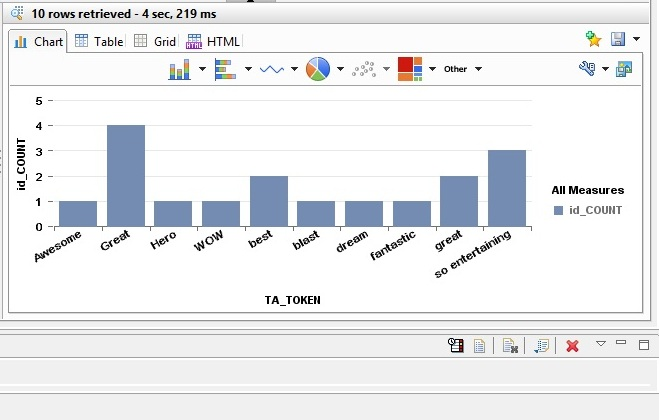 10 rows retrieved - 4 sec, 219 ms
Chart Table Grid HTML HTML
Other
5
4
3
2
1
0
id_COUNT
Awesome Great Hero WOW best blast dream fantastic great so entertaining
TA_TOKEN
All Measures
id_COUNT